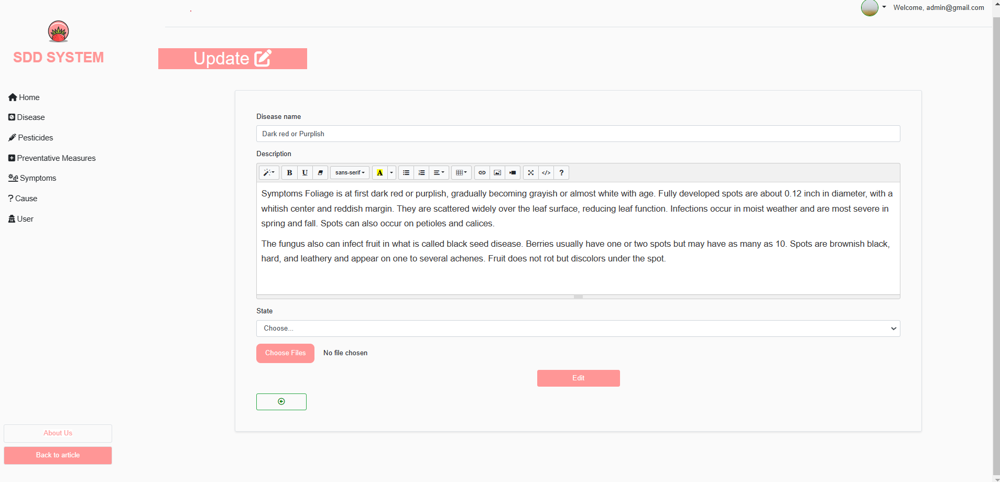 Welcome, admin@gmail.com
SDD SYSTEM
Update
Home
Disease
Pesticides
Preventative Measures
Symptoms
? Cause
User
Disease name
Dark red or Purplish
Description
B U sans-serif A </> ?
Symptoms Foliage is at first dark red or purplish, gradually becoming grayish or almost white with age. Fully developed spots are about 0.12 inch in diameter, with a
whitish center and reddish margin. They are scattered widely over the leaf surface, reducing leaf function. Infections occur in moist weather and are most severe in
spring and fall. Spots can also occur on petioles and calices.
The fungus also can infect fruit in what is called black seed disease. Berries usually have one or two spots but may have as many as 10. Spots are brownish black,
hard, and leathery and appear on one to several achenes. Fruit does not rot but discolors under the spot.
State
Choose...
Choose Files No file chosen
Edit
About Us
Back to article